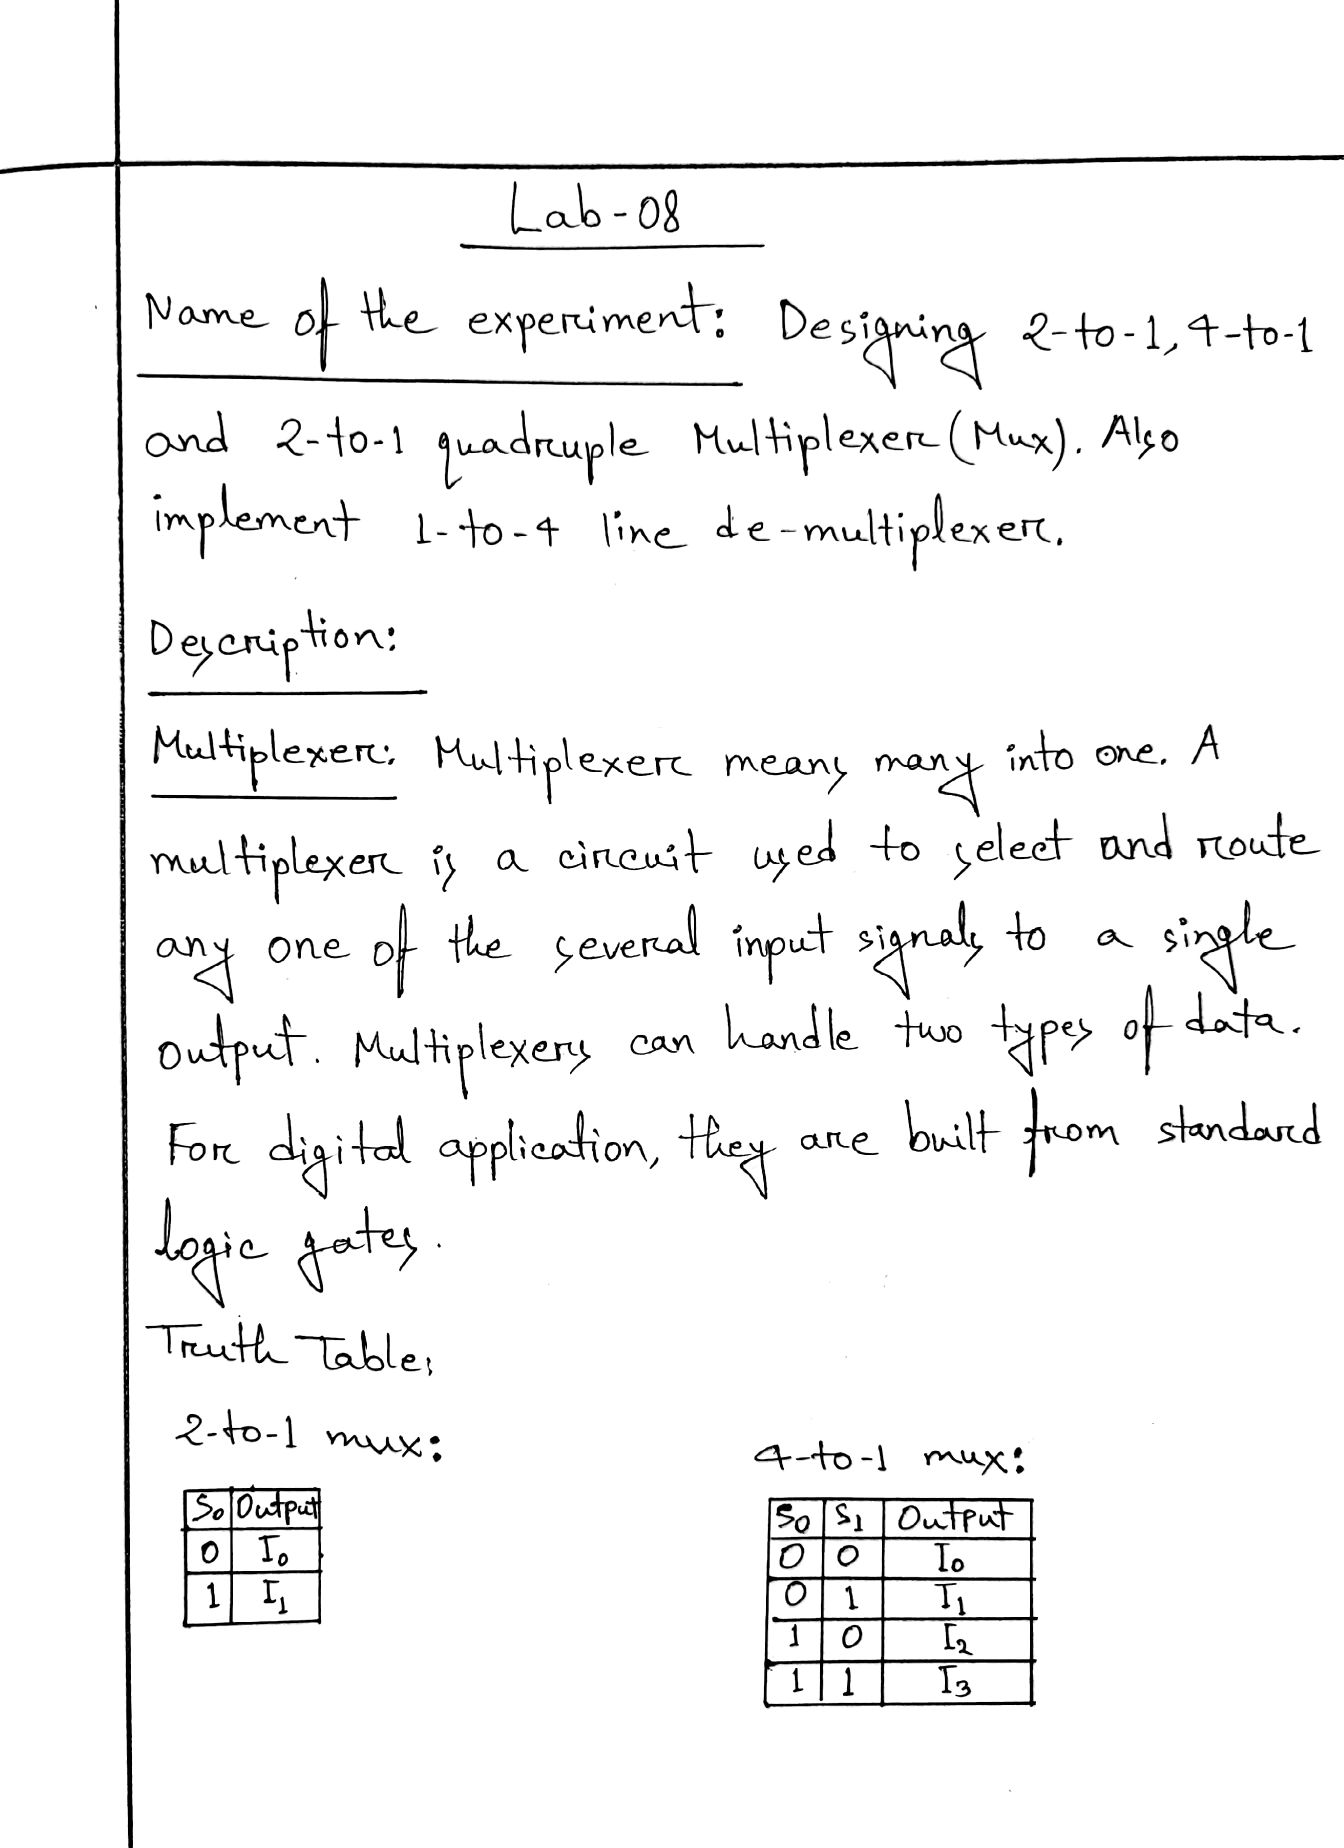 Lab-08
Name of the experiment: Designing 2-to-1, 4-to-1
and 2-to-1 quadruple Multiplexer (Mux). Also
implement 1-to-4 line de-multiplexer.
Description:
Multiplexer: Multiplexer means many into one. A
multiplexer is a circuit used to select and route
any one of the several input signals to a single
output. Multiplexers can handle two types of data.
For digital application, they are built from standard
logic gates.
Truth Table:
2-to-1 mux:
S0 Output
0 I0
1 I1
4-to-1 mux:
S0 S1 Output
0 0 I0
0 1 I1
1 0 I2
1 1 I3